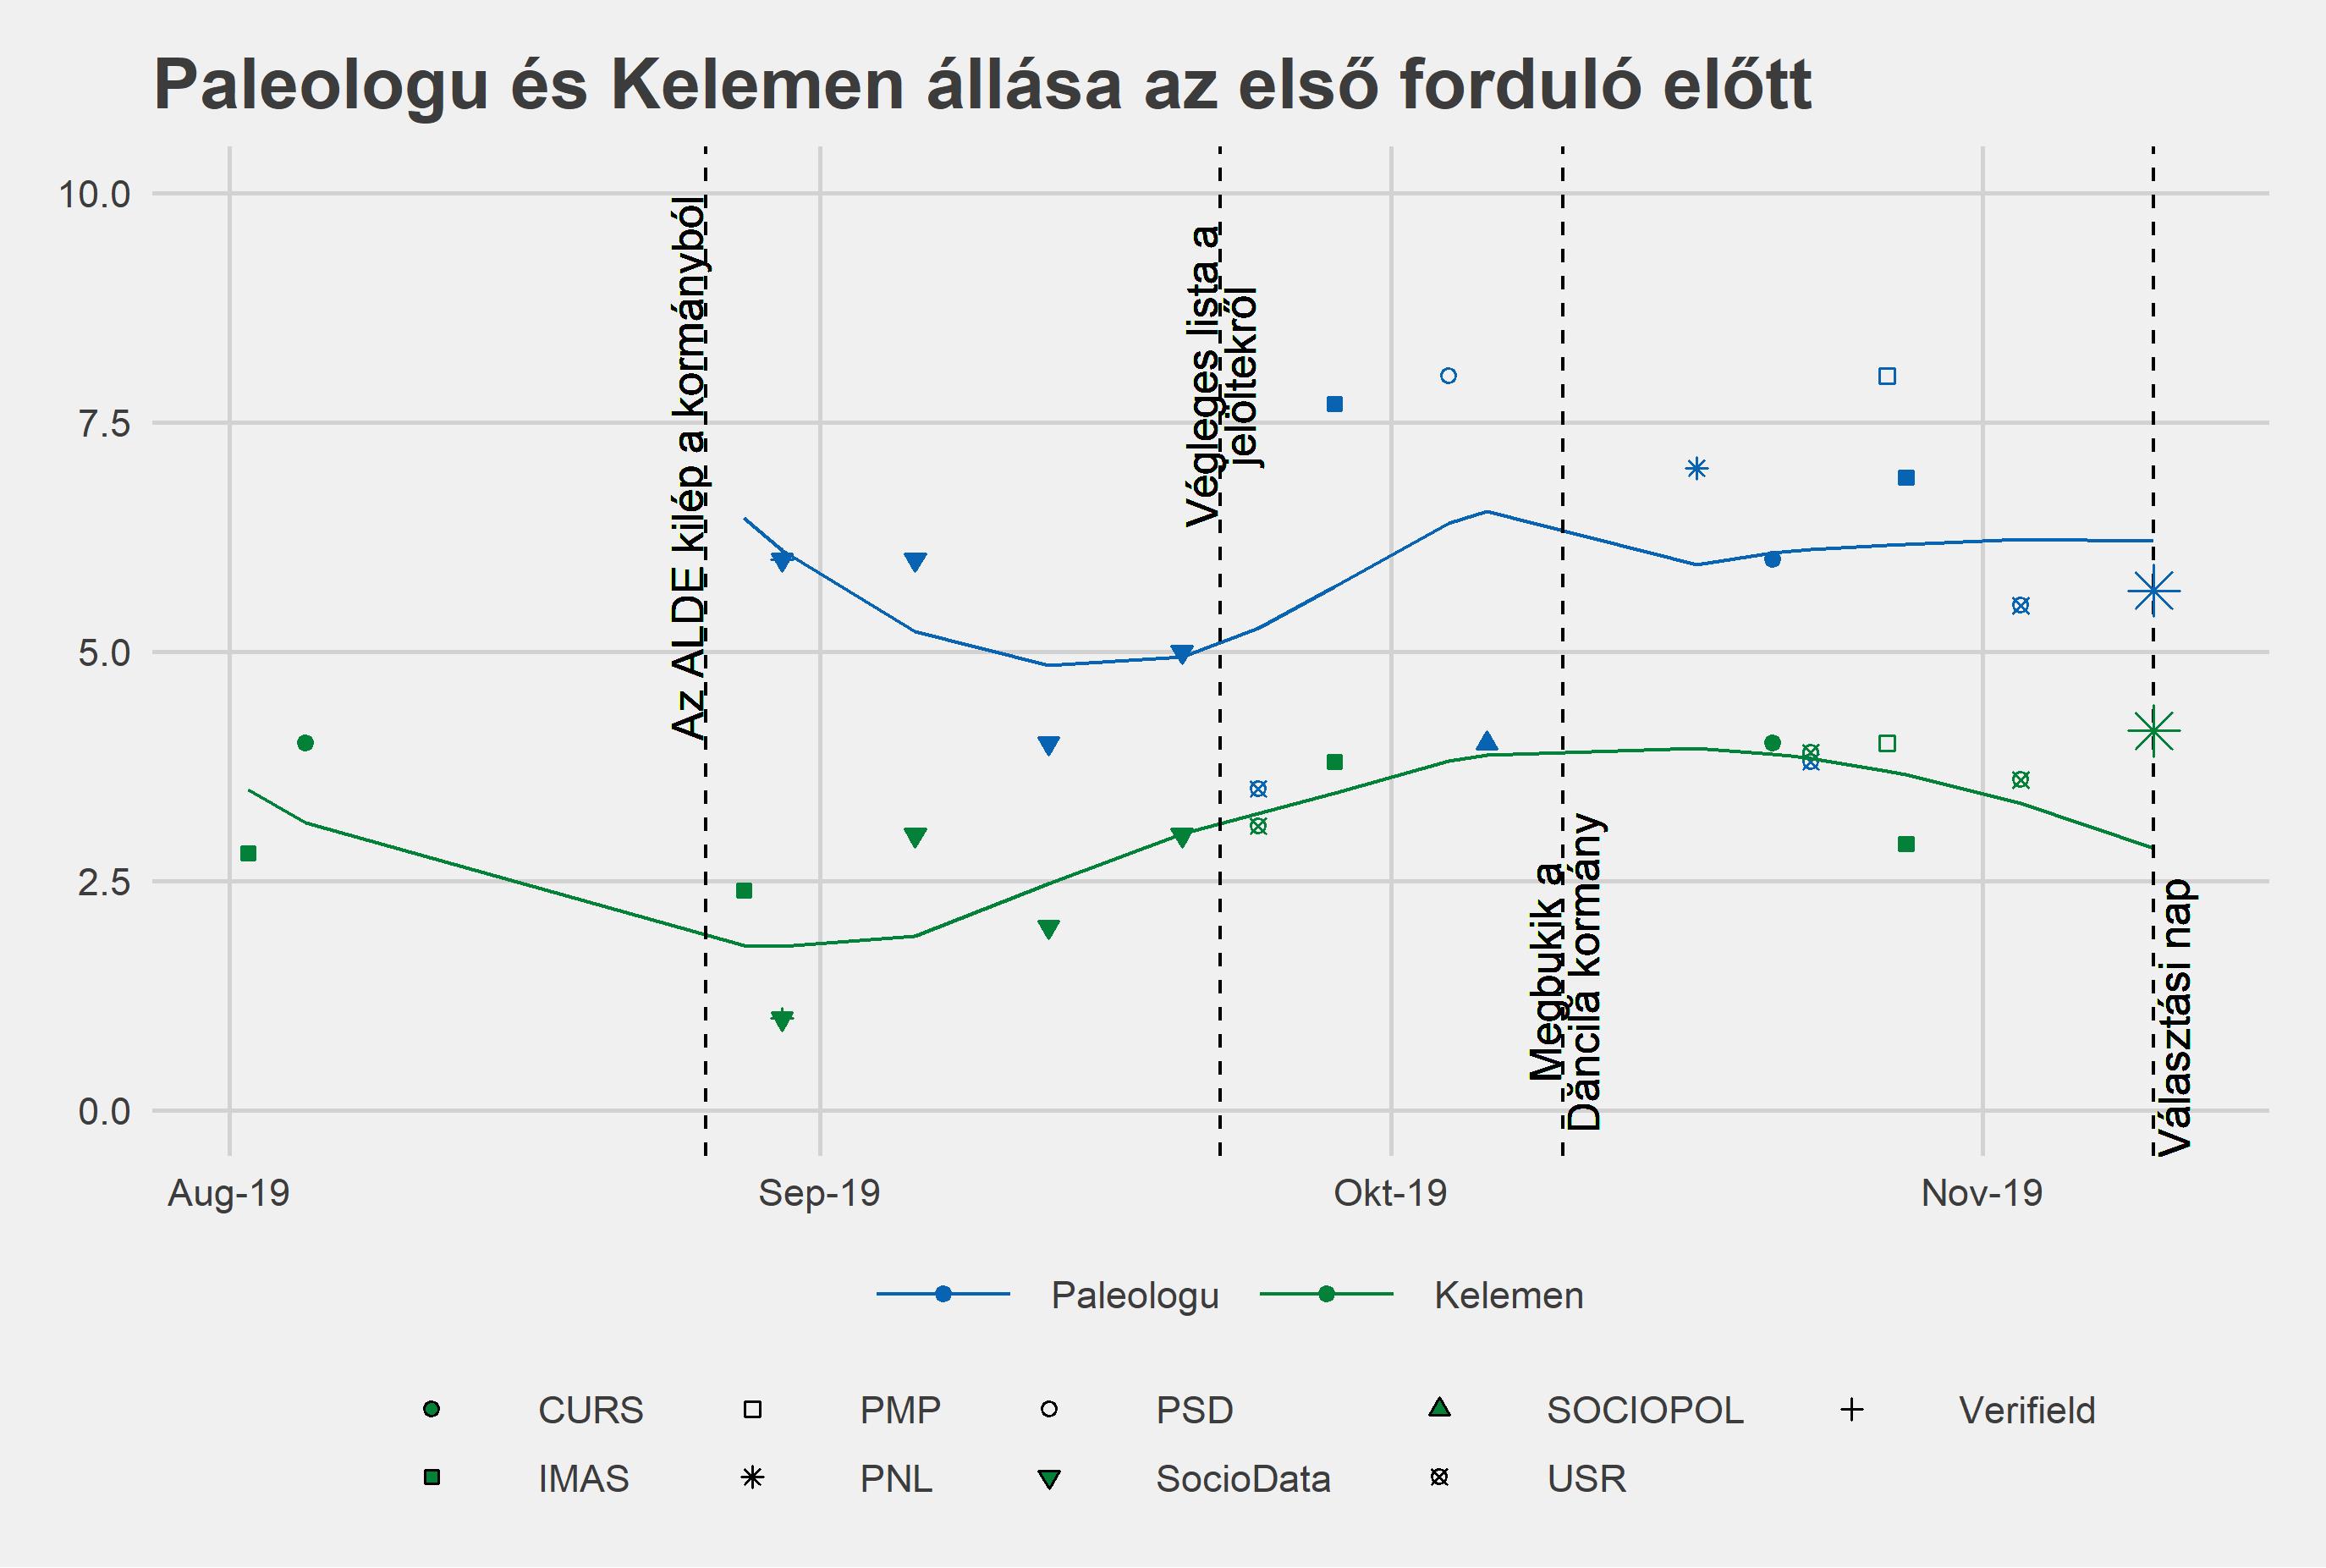 Paleologu és Kelemen állása az első forduló előtt
10.0
7.5
5.0
2.5
0.0
Az ALDE kilép a kormányból
Végleges lista a
jelöltekről
Megbukik a
Dăncilă kormány
Választási nap
Aug-19
Sep-19
Okt-19
Nov-19
Paleologu
Kelemen
CURS
PMP
PSD
SOCIOPOL
Verifield
IMAS
PNL
SocioData
USR